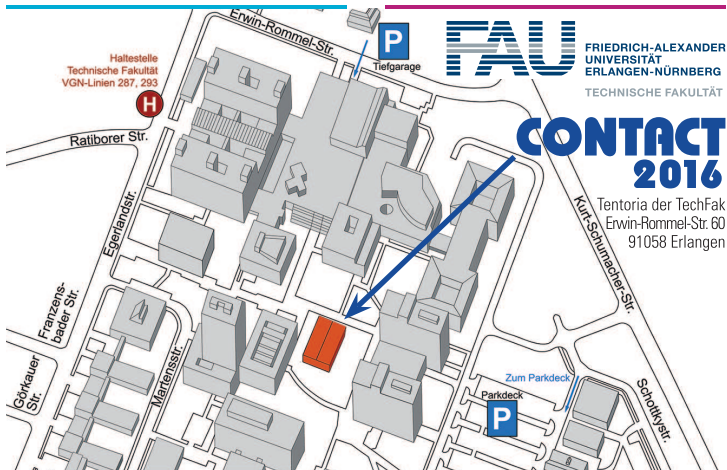 Erwin-Rommel-Str.
P
Tiefgarage
FAU
FRIEDRICH-ALEXANDER
UNIVERSITÄT
ERLANGEN-NÜRNBERG
TECHNISCHE FAKULTÄT
Haltestelle
Technische Fakultät
VGN-Linien 287, 293
H
Ratiborer Str.
CONTACT
2016
Tentoria der TechFak
Erwin-Rommel-Str. 60
91058 Erlangen
Egerlandstr.
Kurt-Schumacher-Str.
Franzens-
bader Str.
Görkauer
Str.
Martensstr.
Zum Parkdeck
Parkdeck
P
Schottkystr.